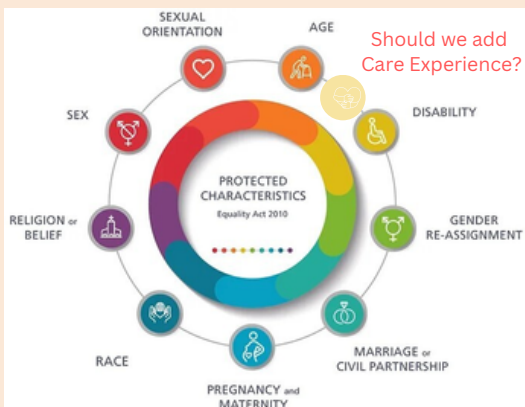 SEXUAL
ORIENTATION
AGE
Should we add
Care Experience?
DISABILITY
GENDER
RE-ASSIGNMENT
MARRIAGE or
CIVIL PARTNERSHIP
PREGNANCY and
MATERNITY
RACE
RELIGION or
BELIEF
SEX
PROTECTED
CHARACTERISTICS
Equality Act 2010